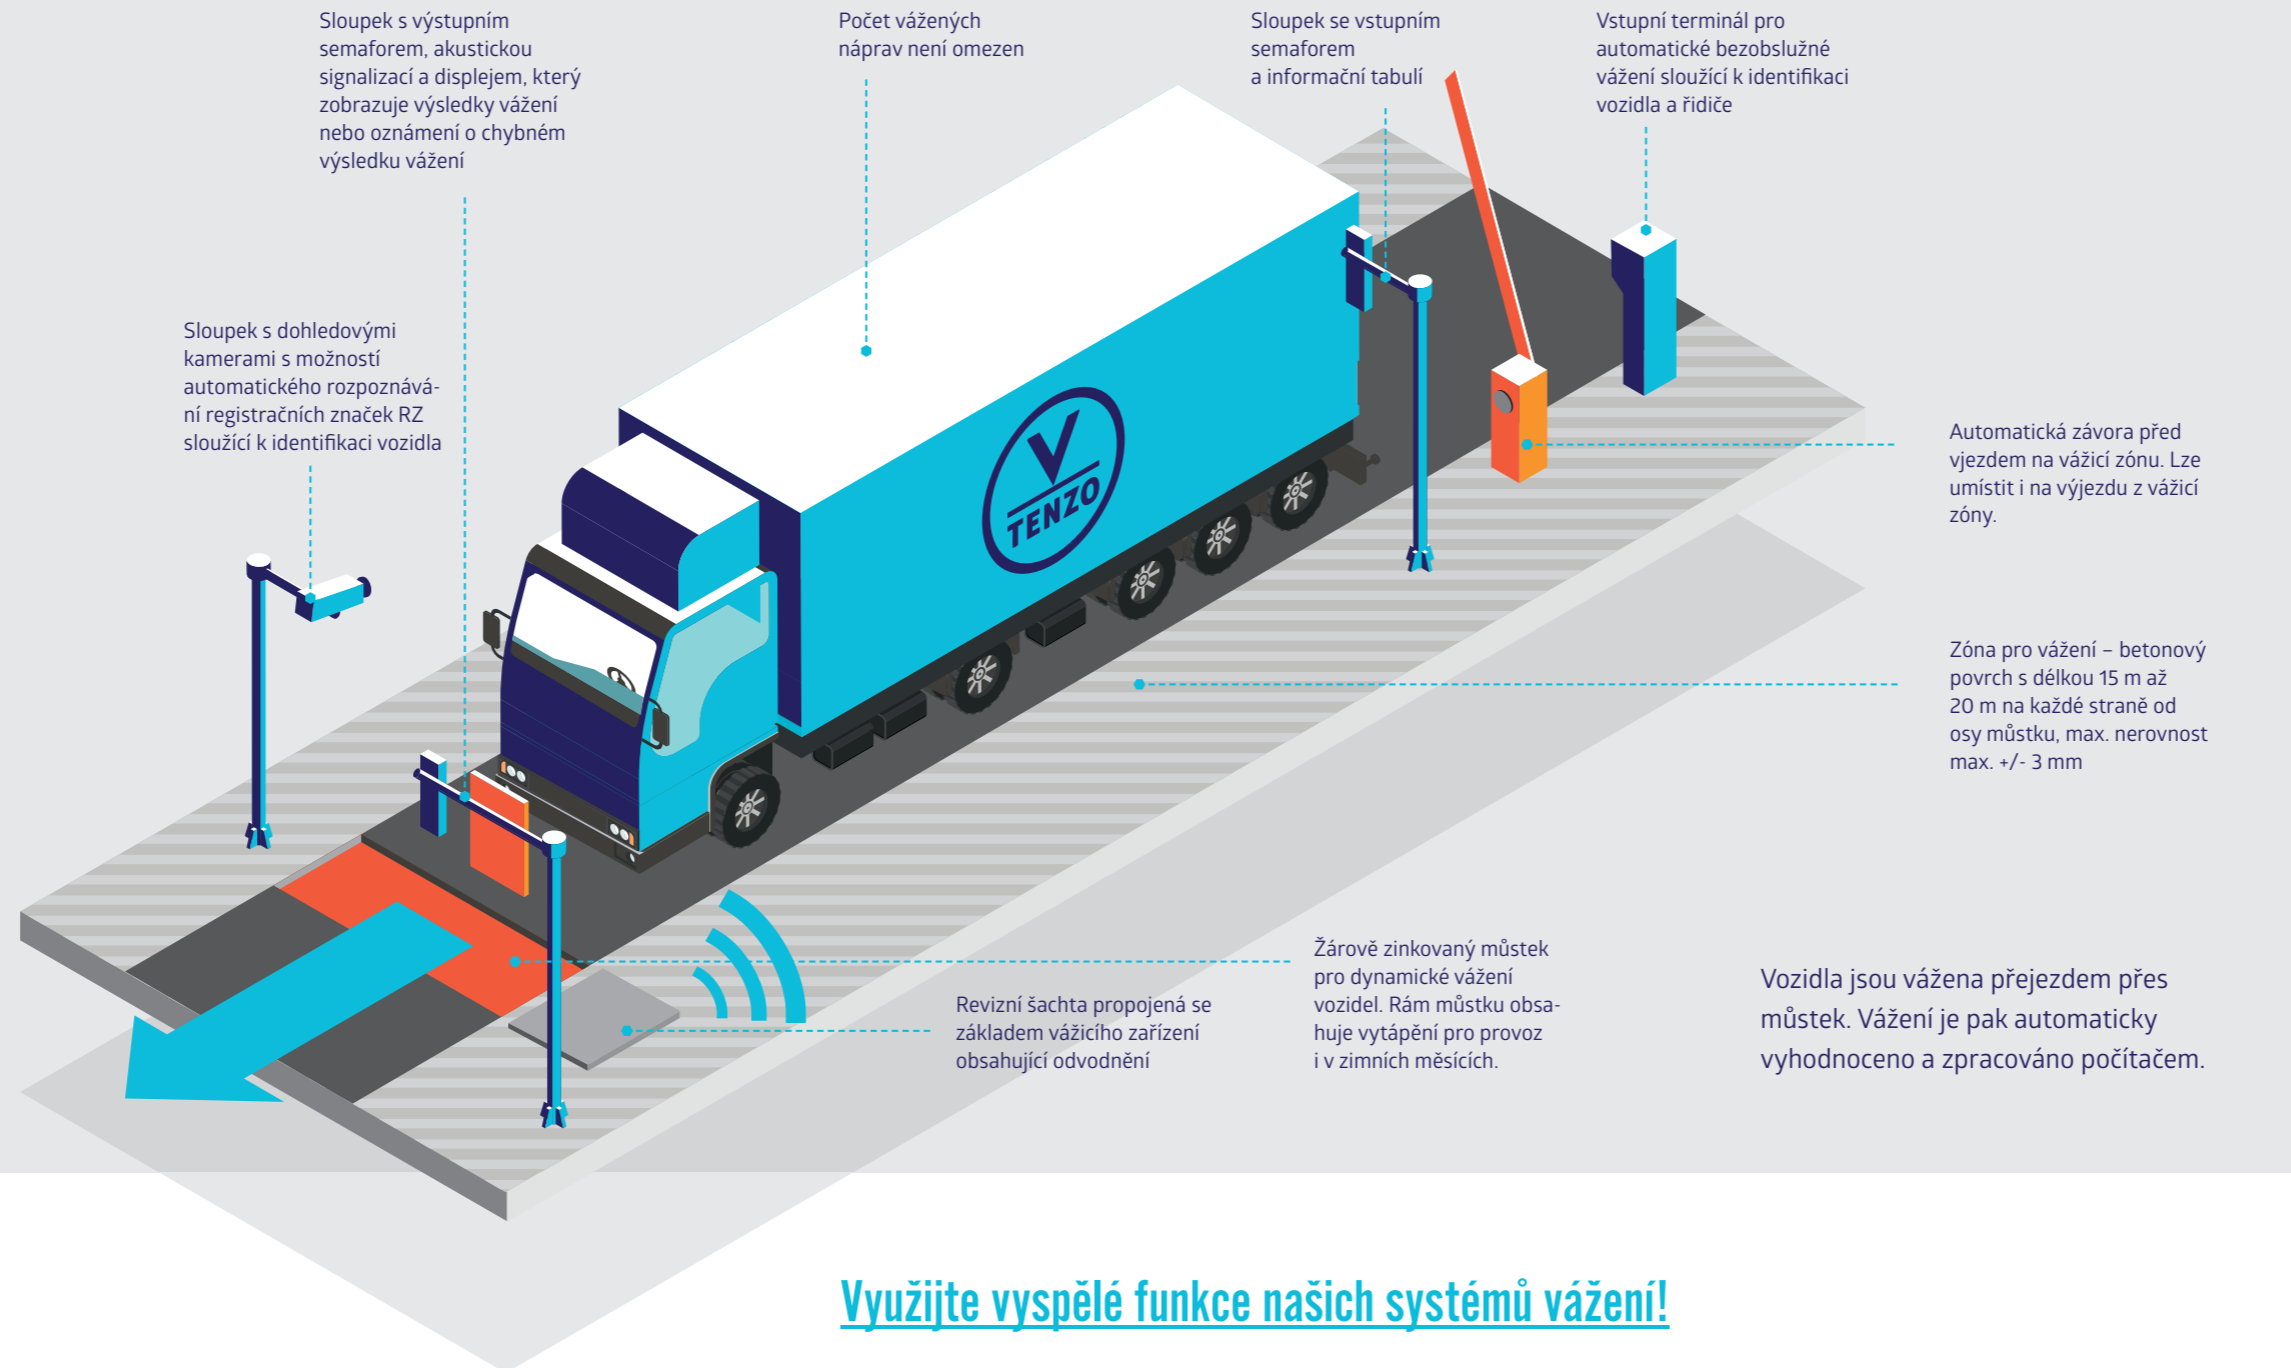 Sloupek s výstupním
semaforem, akustickou
signalizací a displejem, který
zobrazuje výsledky vážení
nebo oznámení o chybném
výsledku vážení
Počet vážených
náprav není omezen
Sloupek se vstupním
semaforem
a informační tabulí
Vstupní terminál pro
automatické bezobslužné
vážení sloužící k identifikaci
vozidla a řidiče
Sloupek s dohledovými
kamerami s možností
automatického rozpoznává-
ní registračních značek RZ
sloužící k identifikaci vozidla
V
TENZO
Automatická závora před
vjezdem na vážicí zónu. Lze
umístit i na výjezdu z vážicí
zóny.
Zóna pro vážení – betonový
povrch s délkou 15 m až
20 m na každé straně od
osy můstku, max. nerovnost
max. +/- 3 mm
Žárově zinkovaný můstek
pro dynamické vážení
vozidel. Rám můstku obsa-
huje vytápění pro provoz
i v zimních měsících.
Revizní šachta propojená se
základem vážicího zařízení
obsahující odvodnění
Vozidla jsou vážena přejezdem přes
můstek. Vážení je pak automaticky
vyhodnoceno a zpracováno počítačem.
Využijte vyspělé funkce našich systémů vážení!